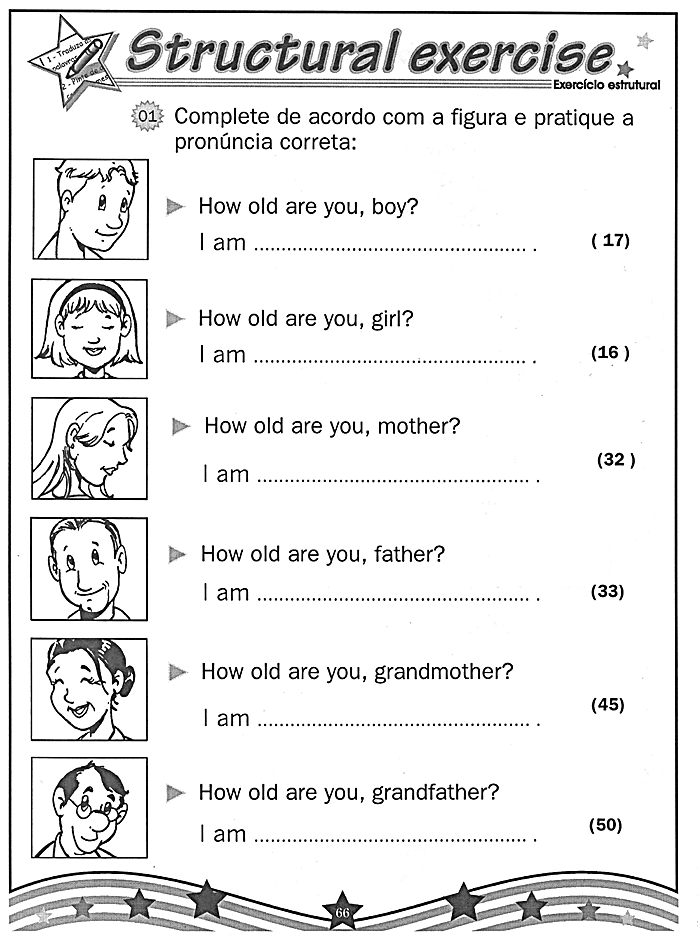 1 - Traduza as
palavras
2 - Pinte de
Structural exercise
Exercício estrutural
01 Complete de acordo com a figura e pratique a
pronúncia correta:
How old are you, boy?
I am ................................................ . ( 17)
How old are you, girl?
I am ................................................ . (16 )
How old are you, mother?
I am ................................................ . (32 )
How old are you, father?
I am ................................................ . (33)
How old are you, grandmother?
I am ................................................ . (45)
How old are you, grandfather?
I am ................................................ . (50)
66